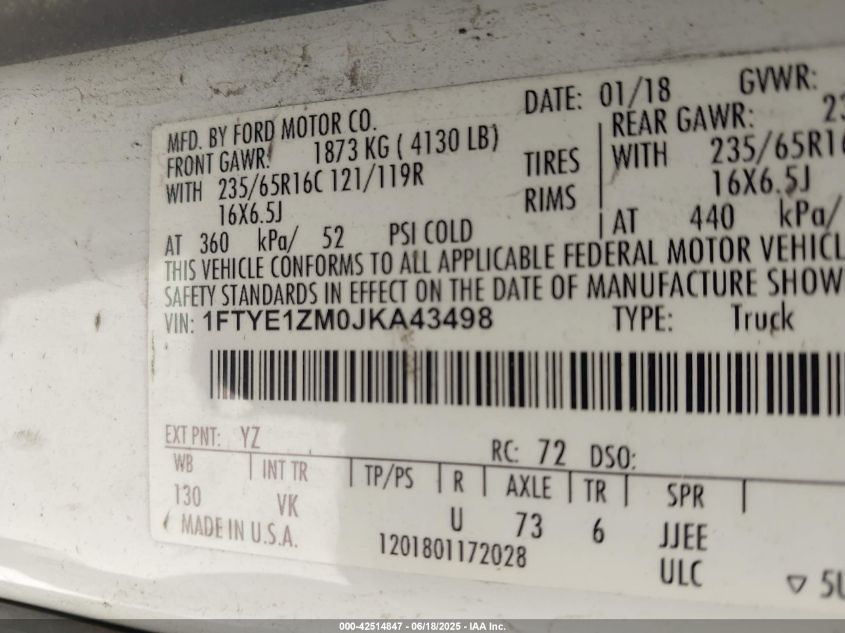 DATE: 01/18 GVWR:
MFD. BY FORD MOTOR CO.
FRONT GAWR: 1873 KG ( 4130 LB) REAR GAWR: 23
WITH 235/65R16C 121/119R TIRES WITH 235/65R16
16X6.5J RIMS 16X6.5J
AT 360 kPa/ 52 PSI COLD AT 440 kPa/
THIS VEHICLE CONFORMS TO ALL APPLICABLE FEDERAL MOTOR VEHICL
SAFETY STANDARDS IN EFFECT ON THE DATE OF MANUFACTURE SHOW
VIN: 1FTYE1ZM0JKA43498 TYPE: Truck
EXT PNT: YZ RC: 72 DSO:
WB INT TR TP/PS R AXLE TR SPR
130 VK U 73 6 JJEE
MADE IN U.S.A. 1201801172028 ULC 5U
000-42514847 - 06/18/2025 - IAA Inc.